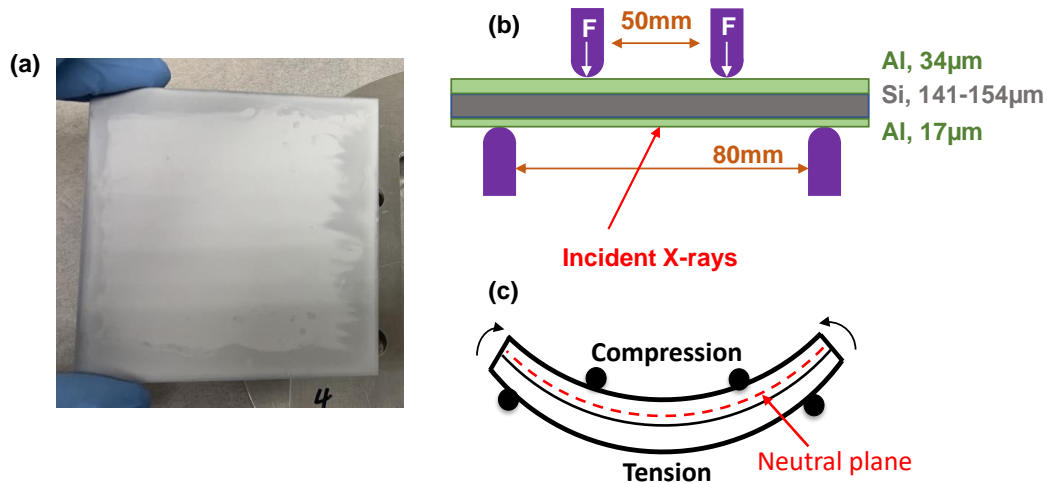 (a)
4
(b)
50mm
F
F
Al, 34μm
Si, 141-154μm
Al, 17μm
80mm
Incident X-rays
(c)
Compression
Neutral plane
Tension